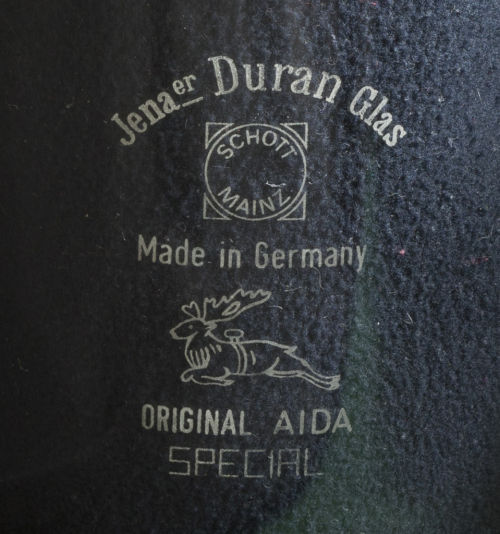 Jenaer Duran Glas
SCHOTT
MAINZ
Made in Germany
ORIGINAL AIDA
SPECIAL